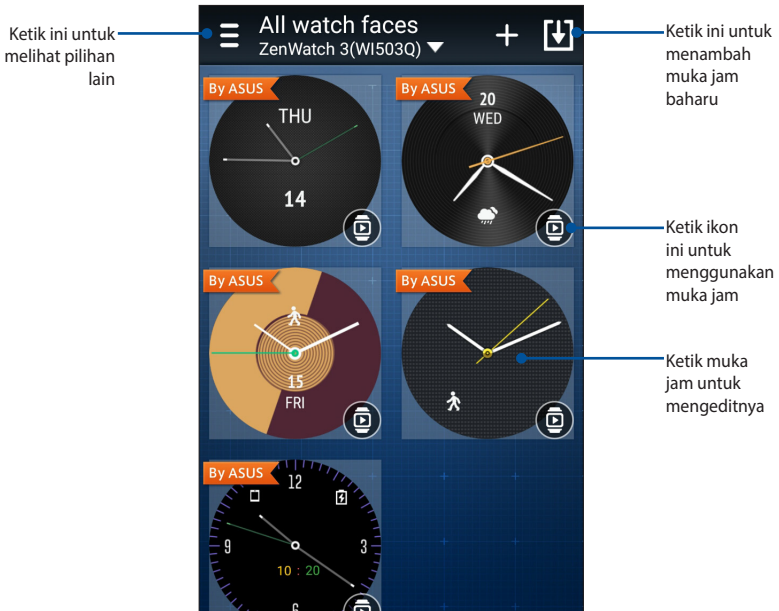 Ketik ini untuk
melihat pilihan
lain
All watch faces
ZenWatch 3(WI503Q)
Ketik ini untuk
menambah
muka jam
baharu
By ASUS
THU
14
By ASUS
20
WED
Ketik ikon
ini untuk
menggunakan
muka jam
By ASUS
15
FRI
By ASUS
Ketik muka
jam untuk
mengeditnya
By ASUS
12
9
3
10 : 20
6